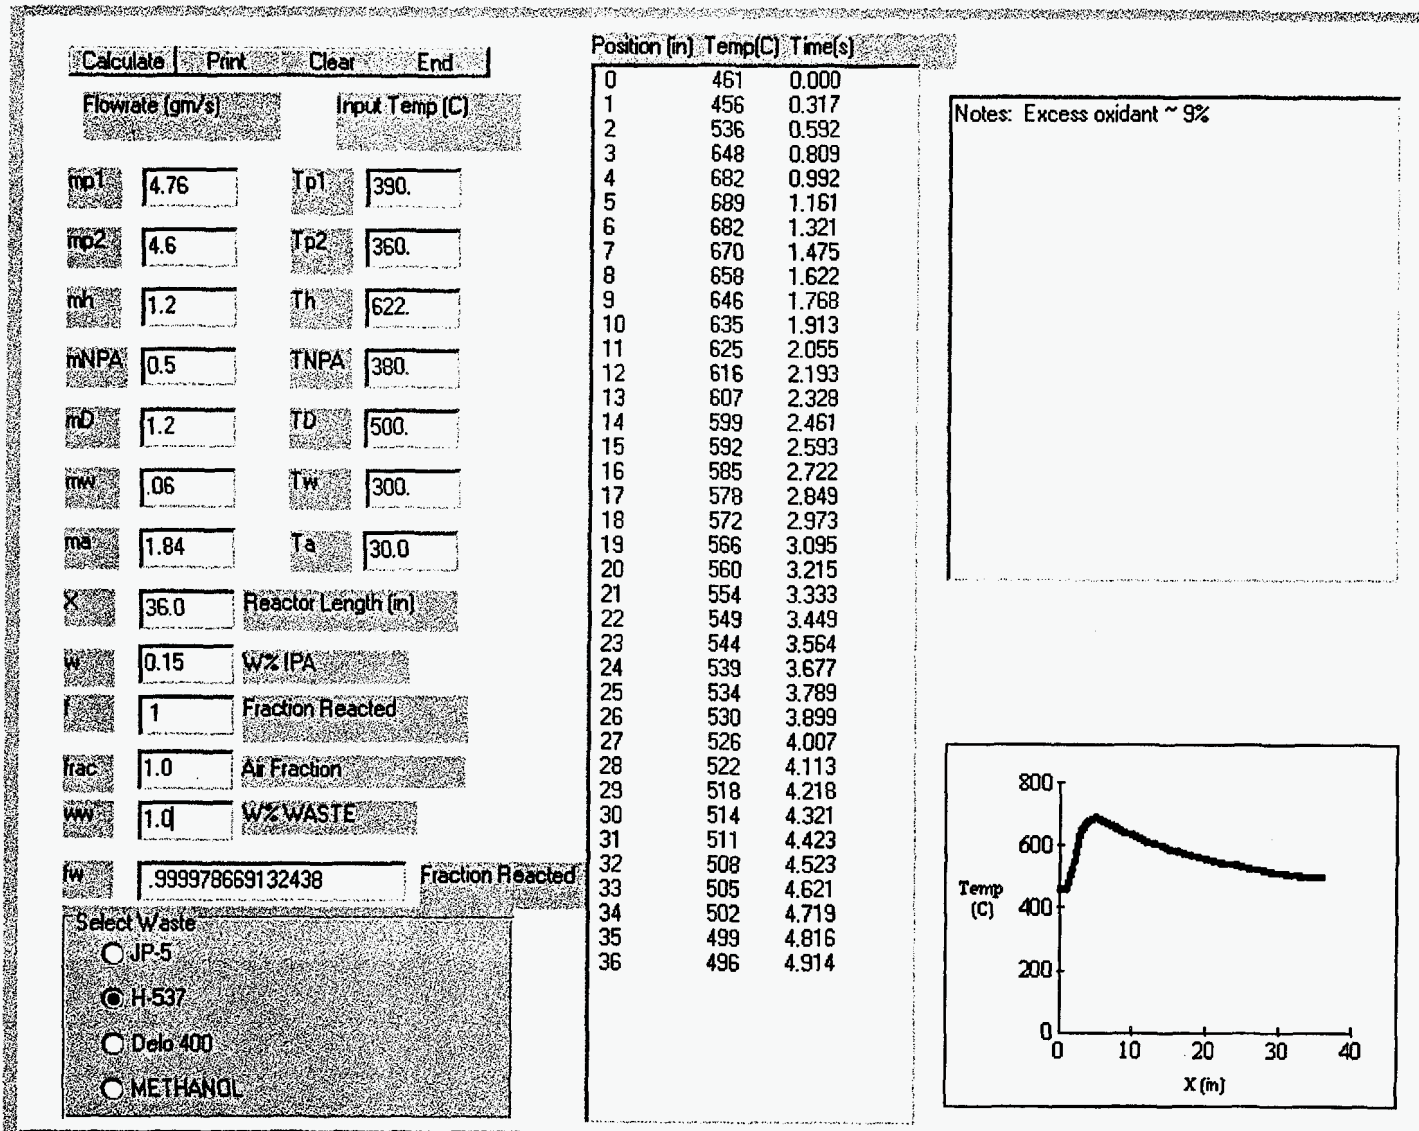 Calculate Print Clear End
Flowrate (gm/s) Input Temp (C)
mp1 4.76 Tp1 390.
mp2 4.6 Tp2 360.
mh 1.2 Th 622.
mNPA 0.5 TNPA 380.
mD 1.2 TD 500.
mw .06 Tw 300.
ma 1.84 Ta 30.0
X 36.0 Reactor Length (in)
w 0.15 W% IPA
f 1 Fraction Reacted
frac 1.0 Air Fraction
ww 1.0 W% WASTE
fw .999978669132438 Fraction Reacted
Select Waste
JP-5
H-537
Delo 400
METHANOL
Position (in) Temp(C) Time(s)
0 461 0.000
1 456 0.317
2 536 0.592
3 648 0.809
4 682 0.992
5 689 1.161
6 682 1.321
7 670 1.475
8 658 1.622
9 646 1.768
10 635 1.913
11 625 2.055
12 616 2.193
13 607 2.328
14 599 2.461
15 592 2.593
16 585 2.722
17 578 2.849
18 572 2.973
19 566 3.095
20 560 3.215
21 554 3.333
22 549 3.449
23 544 3.564
24 539 3.677
25 534 3.789
26 530 3.899
27 526 4.007
28 522 4.113
29 518 4.218
30 514 4.321
31 511 4.423
32 508 4.523
33 505 4.621
34 502 4.719
35 499 4.816
36 496 4.914
Notes: Excess oxidant ~ 9%
800
600
Temp
(C)
400
200
0
0 10 20 30 40
X (in)